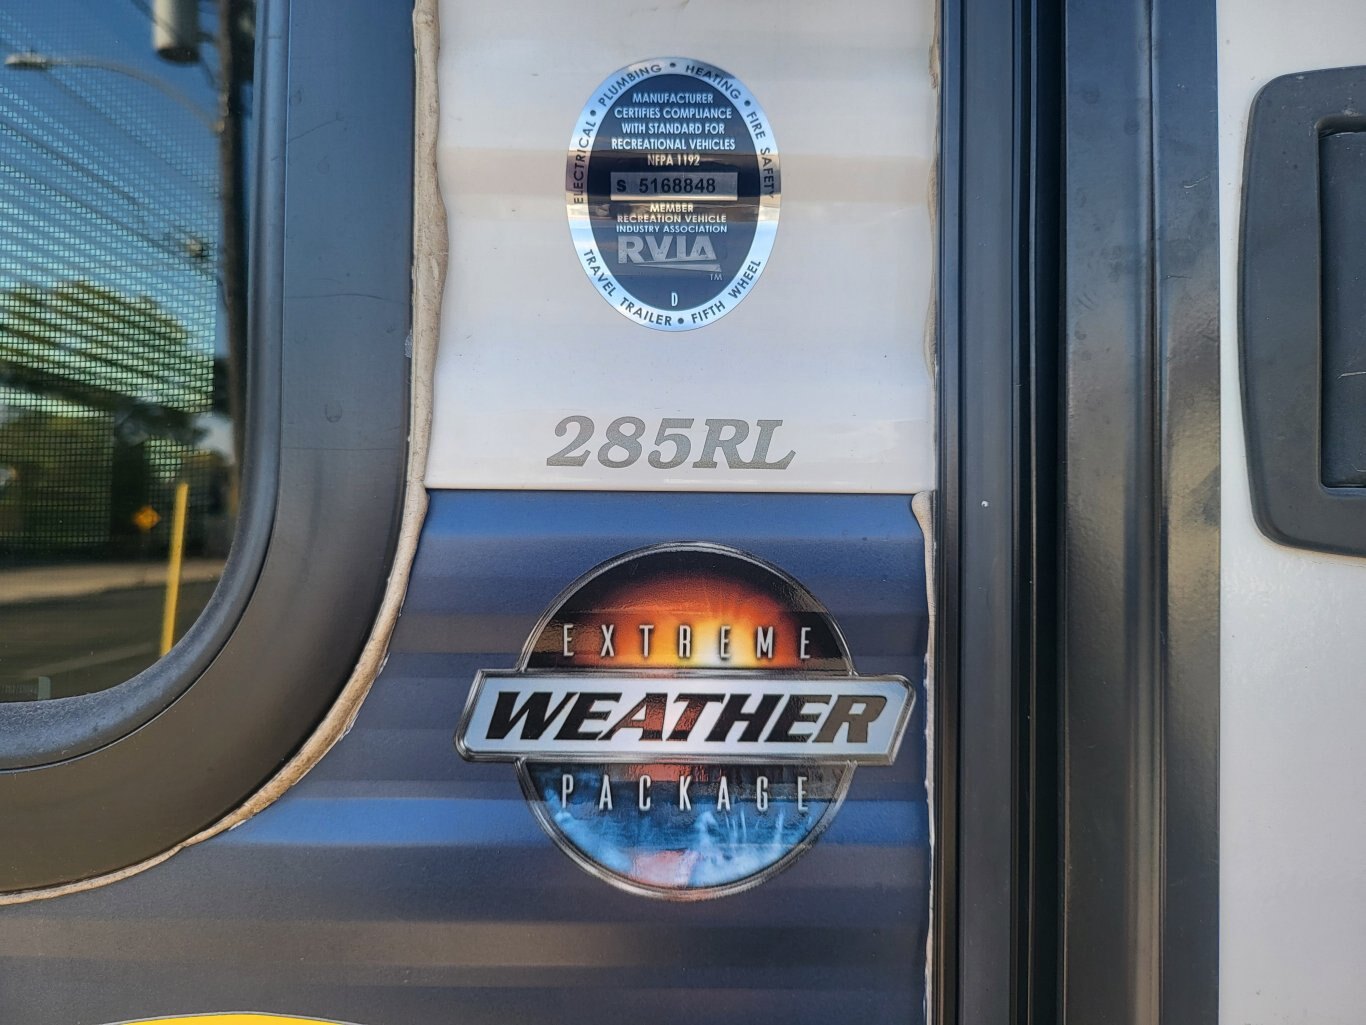 ELECTRICAL • PLUMBING • HEATING • FIRE SAFETY
MANUFACTURER
CERTIFIES COMPLIANCE
WITH STANDARD FOR
RECREATIONAL VEHICLES
NFPA 1192
S 5168848
MEMBER
RECREATION VEHICLE
INDUSTRY ASSOCIATION
RVIA
TM
D
TRAVEL TRAILER • FIFTH WHEEL
285RL
EXTREME
WEATHER
PACKAGE